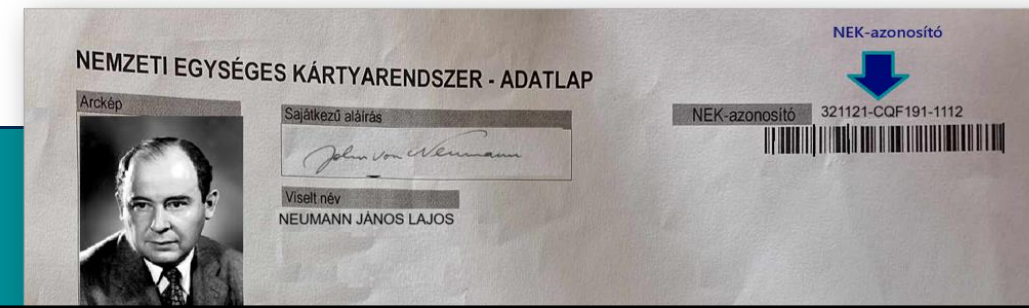 NEK-azonosító
NEMZETI EGYSÉGES KÁRTYARENDSZER - ADATLAP
Arckép
Sajátkezű aláírás
NEK-azonosító 321121-CQF191-1112
John von Neumann
Viselt név
NEUMANN JÁNOS LAJOS